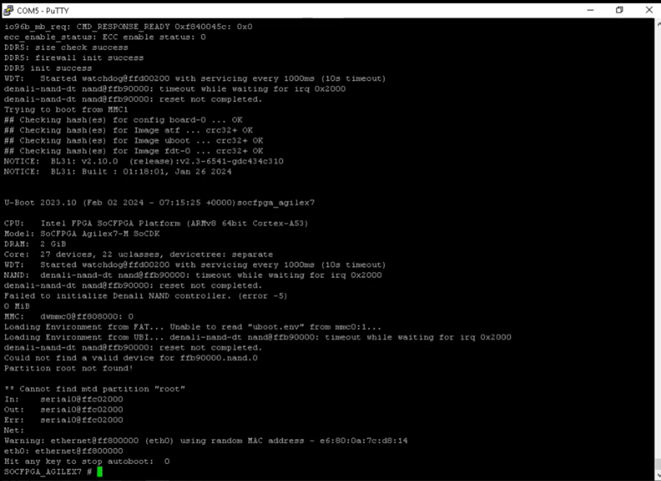 COM5 - PuTTY
io96b_mb_req: CMD_RESPONSE_READY 0xf840045c: 0x0
ecc_enable_status: ECC enable status: 0
DDR5: size check success
DDR5: firewall init success
DDR5 init success
WDT:   Started watchdog@ffd00200 with servicing every 1000ms (10s timeout)
denali-nand-dt nand@ffb90000: timeout while waiting for irq 0x2000
denali-nand-dt nand@ffb90000: reset not completed.
Trying to boot from MMC1
## Checking hash(es) for config board-0 ... OK
## Checking hash(es) for Image atf ... crc32+ OK
## Checking hash(es) for Image uboot ... crc32+ OK
## Checking hash(es) for Image fdt-0 ... crc32+ OK
NOTICE:  BL31: v2.10.0  (release):v2.3-6541-gdc434c310
NOTICE:  BL31: Built : 01:18:01, Jan 26 2024
U-Boot 2023.10 (Feb 02 2024 - 07:15:25 +0000)socfpga_agilex7
CPU:   Intel FPGA SoCFPGA Platform (ARMv8 64bit Cortex-A53)
Model: SoCFPGA Agilex7-M SoCDK
DRAM:  2 GiB
Core:  27 devices, 22 uclasses, devicetree: separate
WDT:   Started watchdog@ffd00200 with servicing every 1000ms (10s timeout)
NAND:  denali-nand-dt nand@ffb90000: timeout while waiting for irq 0x2000
denali-nand-dt nand@ffb90000: reset not completed.
Failed to initialize Denali NAND controller. (error -5)
0 MiB
MMC:   dwmmc0@ff808000: 0
Loading Environment from FAT... Unable to read "uboot.env" from mmc0:1...
Loading Environment from UBI... denali-nand-dt nand@ffb90000: timeout while waiting for irq 0x2000
denali-nand-dt nand@ffb90000: reset not completed.
Could not find a valid device for ffb90000.nand.0
Partition root not found!
** Cannot find mtd partition "root"
In:    serial0@ffc02000
Out:   serial0@ffc02000
Err:   serial0@ffc02000
Net:
Warning: ethernet@ff800000 (eth0) using random MAC address - e6:80:0a:7c:d8:14
eth0: ethernet@ff800000
Hit any key to stop autoboot:  0
SOCFPGA_AGILEX7 #